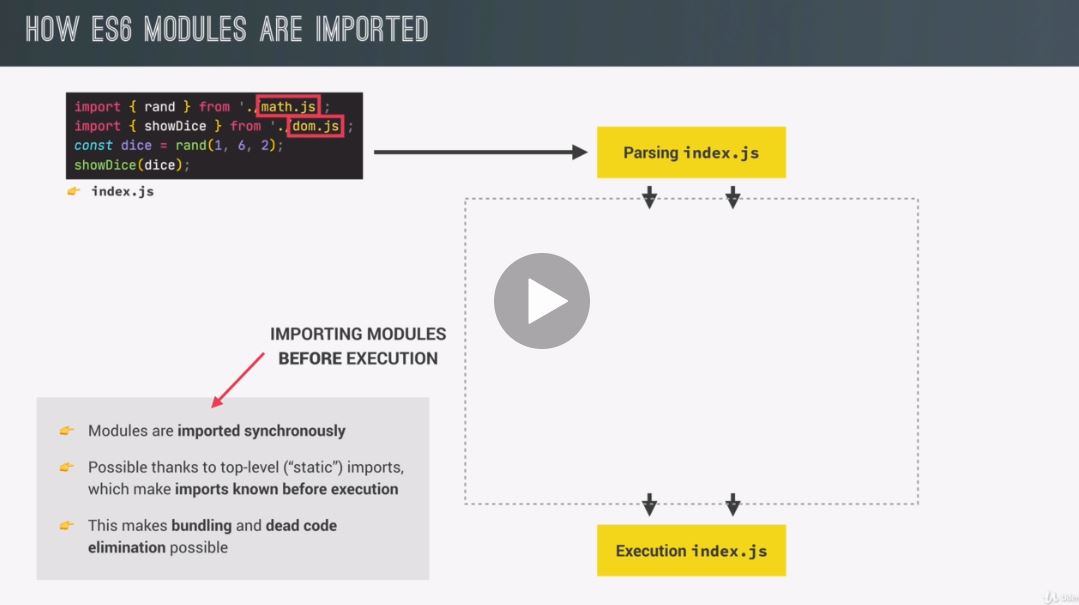 HOW ES6 MODULES ARE IMPORTED
import { rand } from './math.js';
import { showDice } from './dom.js';
const dice = rand(1, 6, 2);
showDice(dice);
index.js
Parsing index.js
IMPORTING MODULES
BEFORE EXECUTION
Modules are imported synchronously
Possible thanks to top-level (“static”) imports,
which make imports known before execution
This makes bundling and dead code
elimination possible
Execution index.js